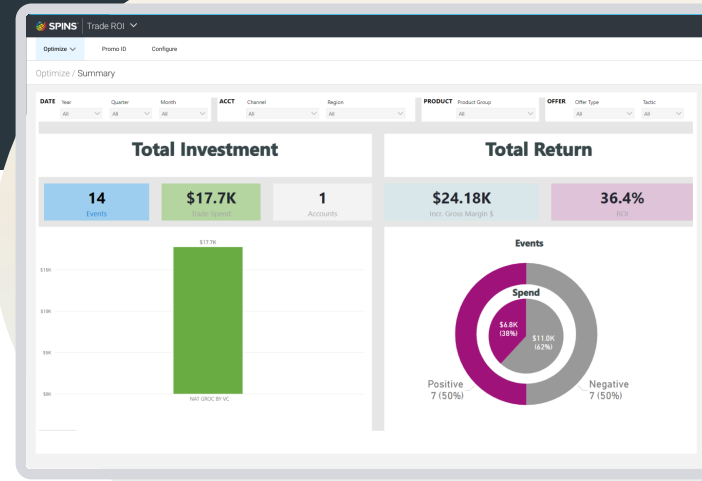 SPINS Trade ROI
Optimize Promo ID Configure
Optimize / Summary
DATE Year Quarter Month ACCT Channel Region PRODUCT Product Group OFFER Offer Type Tactic
All All All All All All All All
Total Investment
Total Return
14 $17.7K 1 $24.18K 36.4%
Events Trade Spend Accounts Incr. Gross Margin $ ROI
$17.7K
Events
Spend
$6.8K
(38%)
$11.0K
(62%)
Positive
7 (50%)
Negative
7 (50%)
$10K
$0K
NAT GROC BY VC